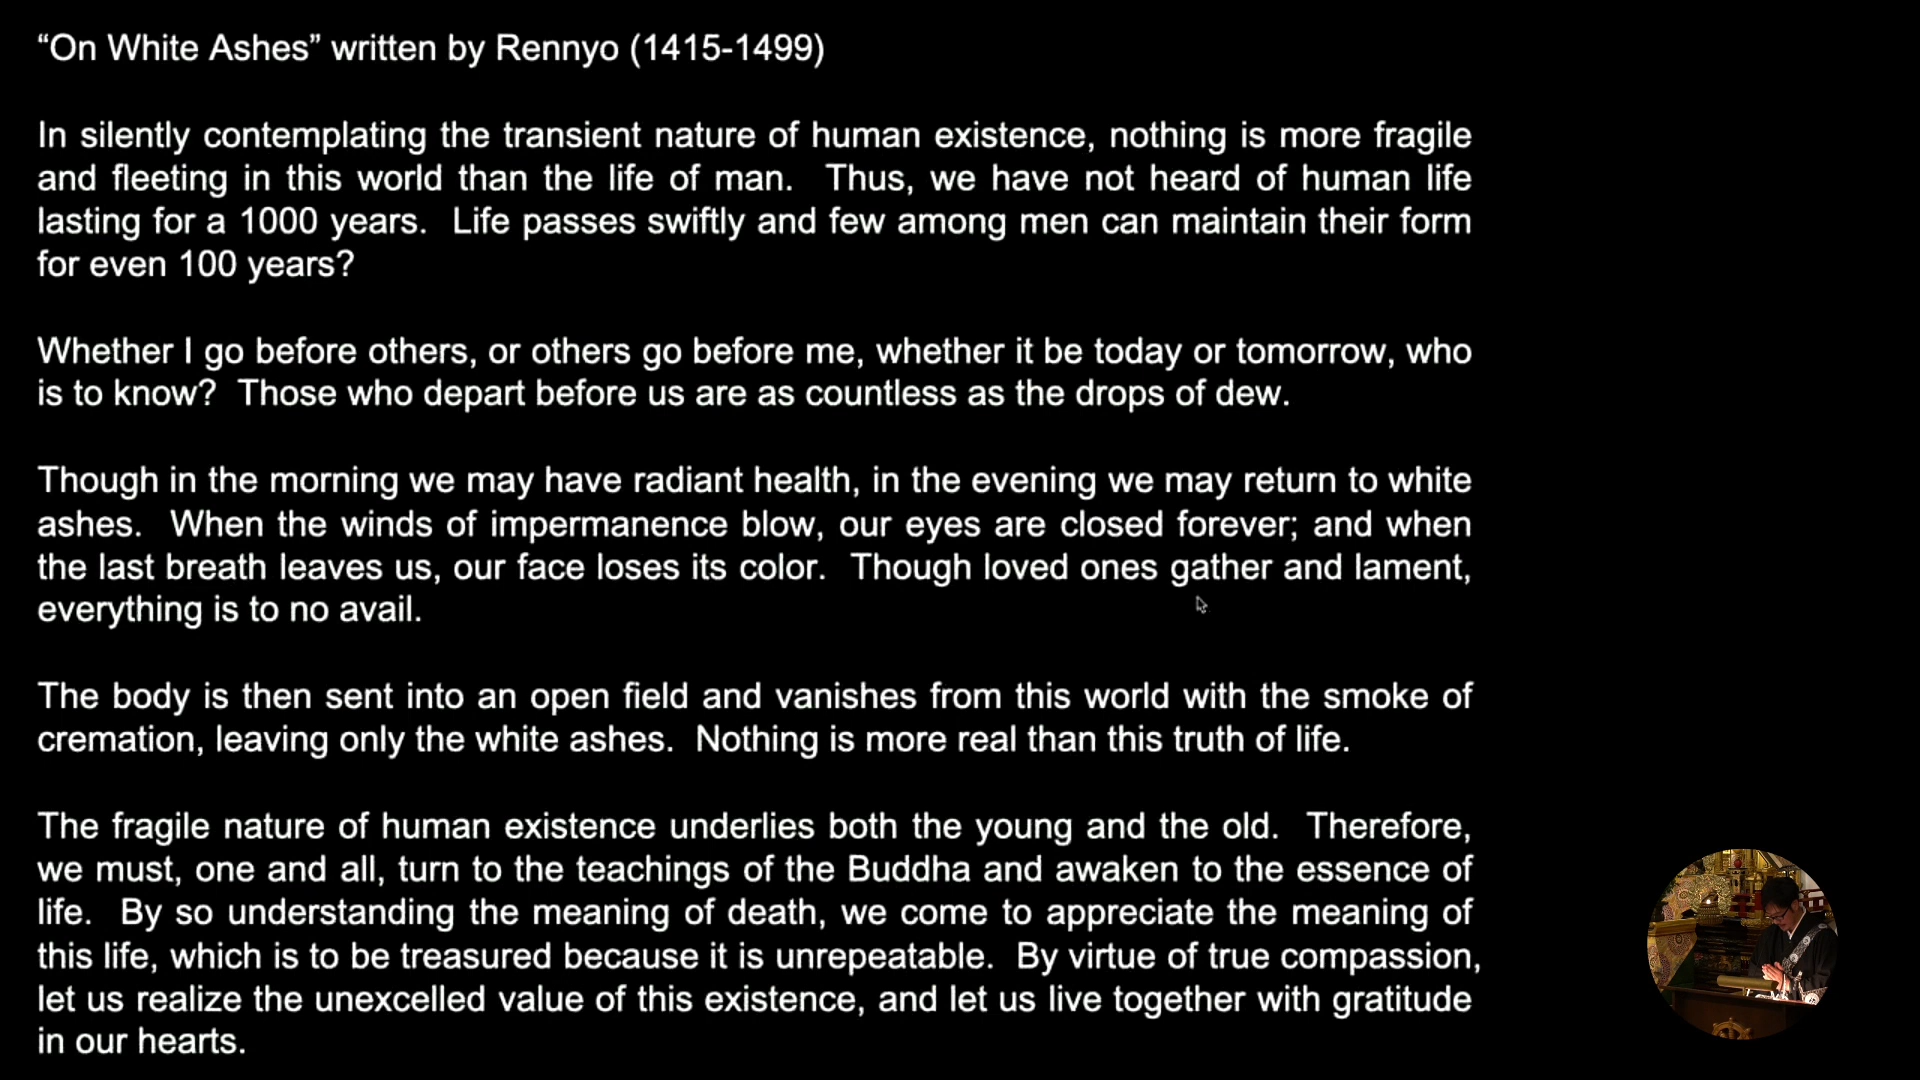 “On White Ashes” written by Rennyo (1415-1499)
In silently contemplating the transient nature of human existence, nothing is more fragile
and fleeting in this world than the life of man.  Thus, we have not heard of human life
lasting for a 1000 years.  Life passes swiftly and few among men can maintain their form
for even 100 years?
Whether I go before others, or others go before me, whether it be today or tomorrow, who
is to know?  Those who depart before us are as countless as the drops of dew.
Though in the morning we may have radiant health, in the evening we may return to white
ashes.  When the winds of impermanence blow, our eyes are closed forever; and when
the last breath leaves us, our face loses its color.  Though loved ones gather and lament,
everything is to no avail.
The body is then sent into an open field and vanishes from this world with the smoke of
cremation, leaving only the white ashes.  Nothing is more real than this truth of life.
The fragile nature of human existence underlies both the young and the old.  Therefore,
we must, one and all, turn to the teachings of the Buddha and awaken to the essence of
life.  By so understanding the meaning of death, we come to appreciate the meaning of
this life, which is to be treasured because it is unrepeatable.  By virtue of true compassion,
let us realize the unexcelled value of this existence, and let us live together with gratitude
in our hearts.